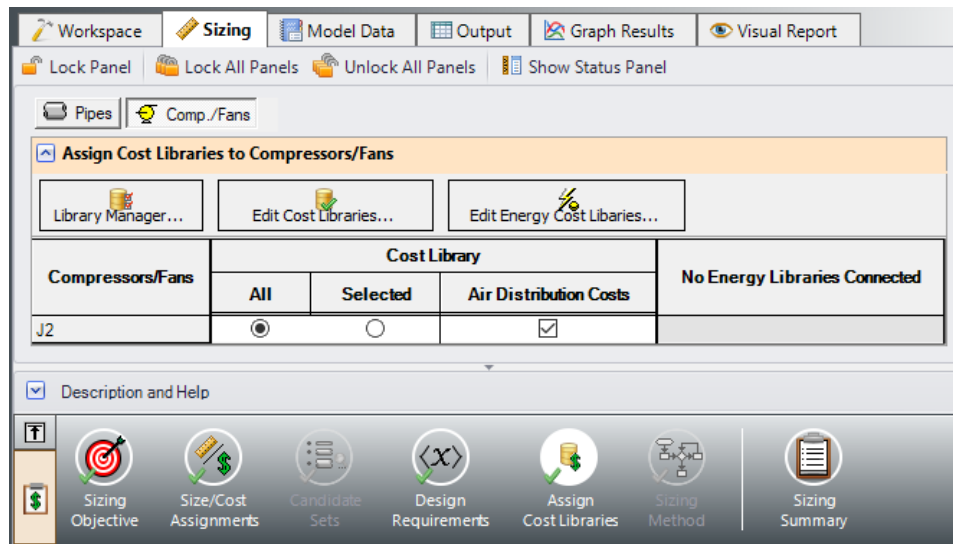 Workspace Sizing Model Data Output Graph Results Visual Report
Lock Panel Lock All Panels Unlock All Panels Show Status Panel
Pipes Comp./Fans
Assign Cost Libraries to Compressors/Fans
Library Manager... Edit Cost Libraries... Edit Energy Cost Libaries...
Compressors/Fans Cost Library No Energy Libraries Connected
All Selected Air Distribution Costs
J2
Description and Help
Sizing Objective
Size/Cost Assignments
Candidate Sets
Design Requirements
Assign Cost Libraries
Sizing Method
Sizing Summary